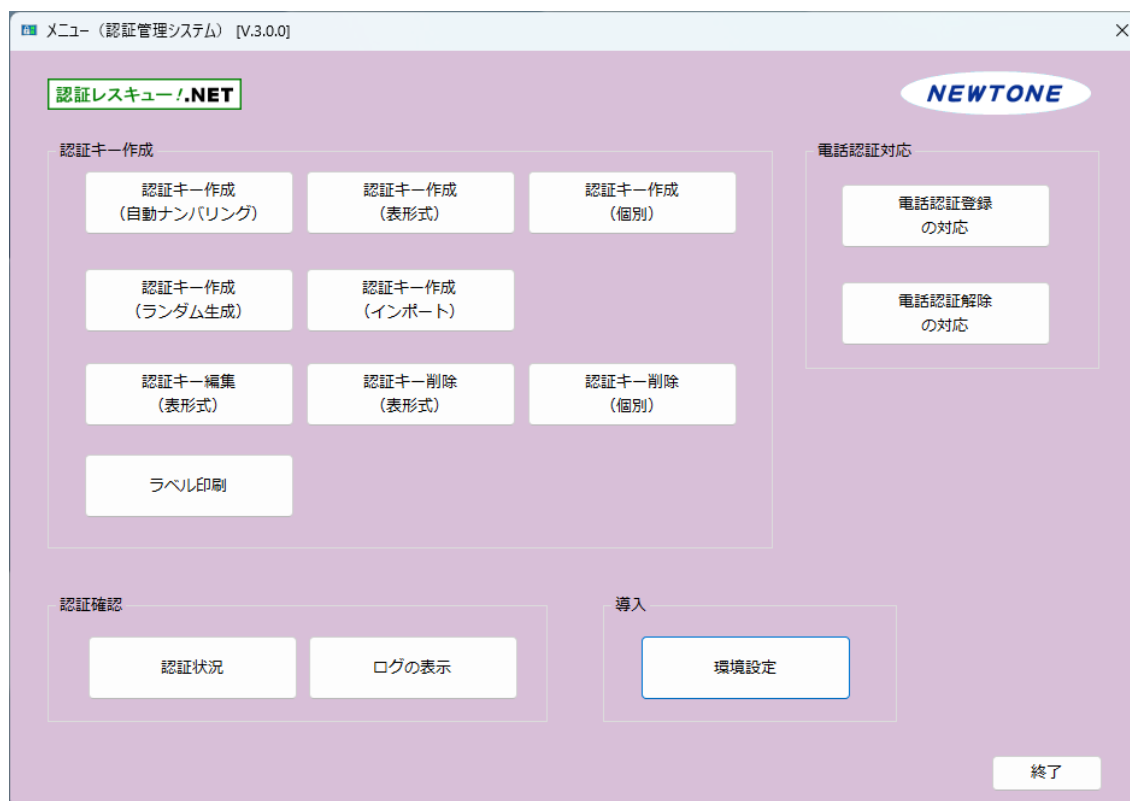 メニュー（認証管理システム） [V.3.0.0]
認証レスキュー!.NET
NEWTONE
認証キー作成
認証キー作成
（自動ナンバリング）
認証キー作成
（表形式）
認証キー作成
（個別）
認証キー作成
（ランダム生成）
認証キー作成
（インポート）
認証キー編集
（表形式）
認証キー削除
（表形式）
認証キー削除
（個別）
ラベル印刷
電話認証対応
電話認証登録
の対応
電話認証解除
の対応
認証確認
認証状況
ログの表示
導入
環境設定
終了